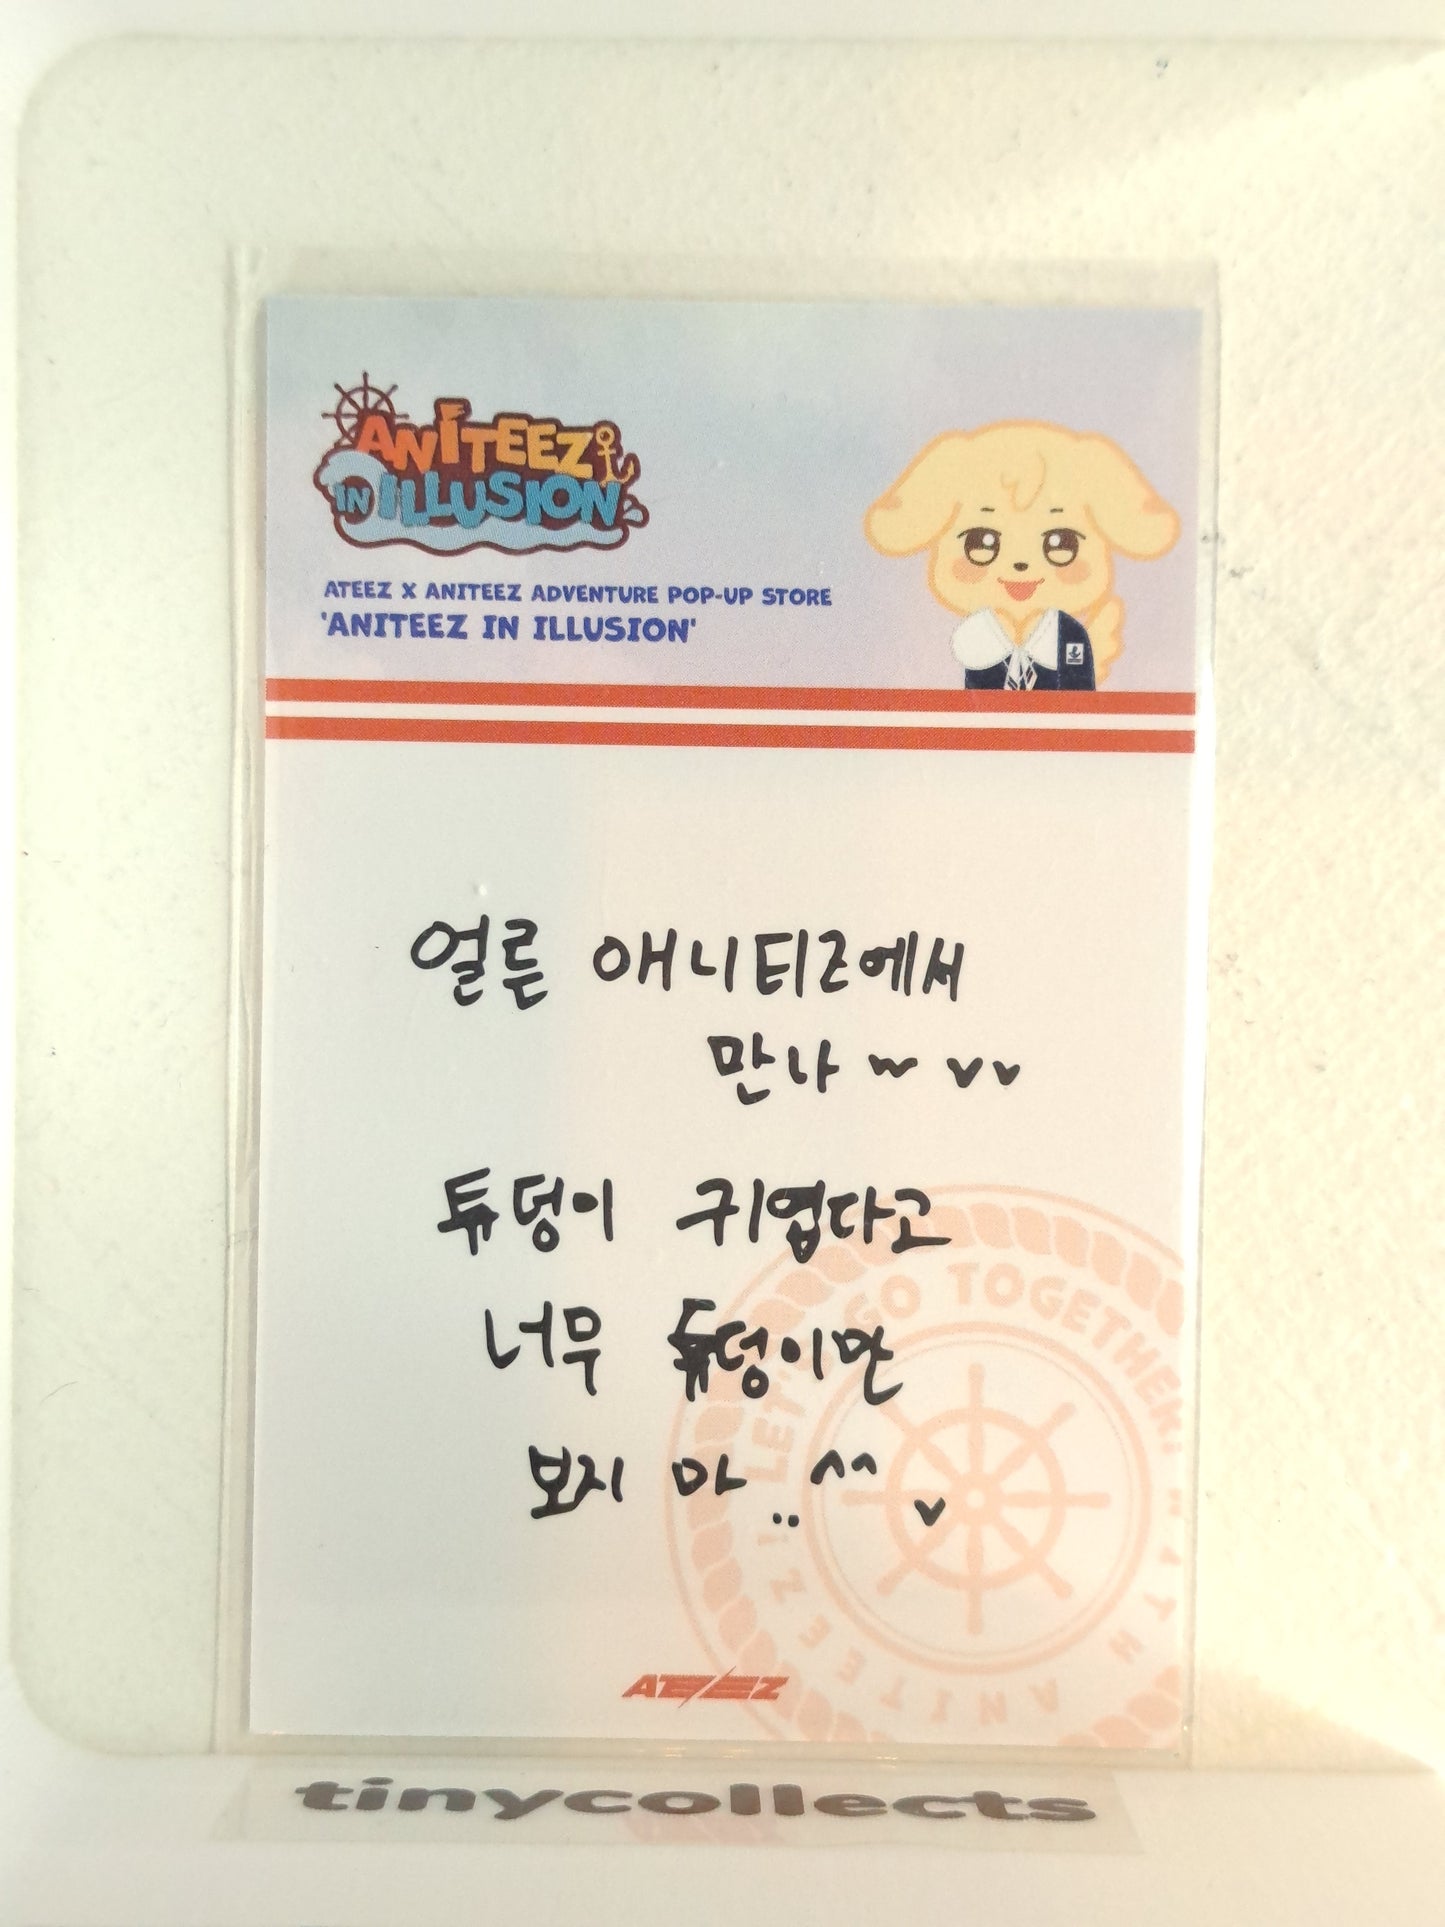 ANITEEZ
IN ILLUSION
ATEEZ X ANITEEZ ADVENTURE POP-UP STORE
'ANITEEZ IN ILLUSION'
얼른 애니티즈에서
만나 ~ vv
듀덩이 귀엽다고
너무 듀덩이만
보지 마 .. ^^ v
LET'S GO TOGETHER! WITH ANITEEZ!
ATEEZ
tinycollects